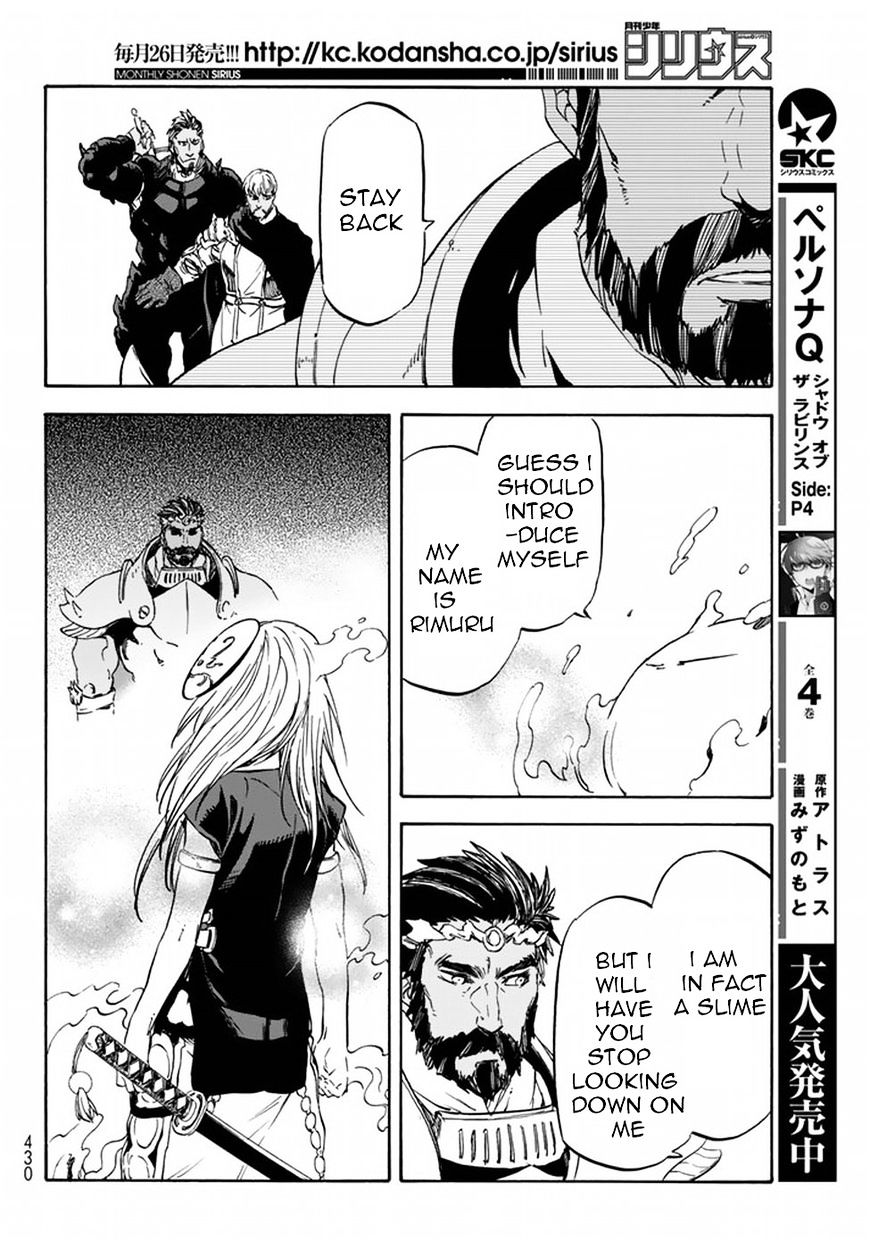 毎月26日発売!!! http://kc.kodansha.co.jp/sirius
MONTHLY SHONEN SIRIUS
月刊少年
シリウス
STAY
BACK
GUESS I
SHOULD
INTRO
-DUCE
MYSELF
MY
NAME
IS
RIMURU
I AM
IN FACT
A SLIME
BUT I
WILL
HAVE
YOU
STOP
LOOKING
DOWN ON
ME
SKC
シリウスコミックス
ペルソナQ
シャドウ オブ
ザ ラビリンス
Side:
P4
全
4
巻
原作 アトラス
漫画 みずのもと
大人気発売中
430